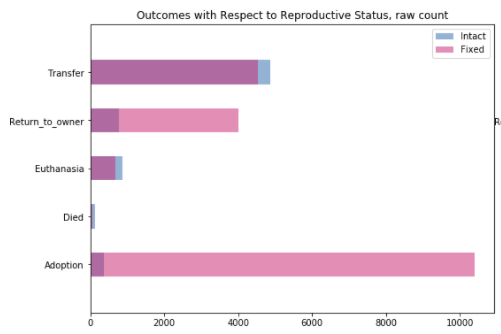 Outcomes with Respect to Reproductive Status, raw count
Intact
Fixed
Transfer
Return_to_owner
Euthanasia
Died
Adoption
0 2000 4000 6000 8000 10000